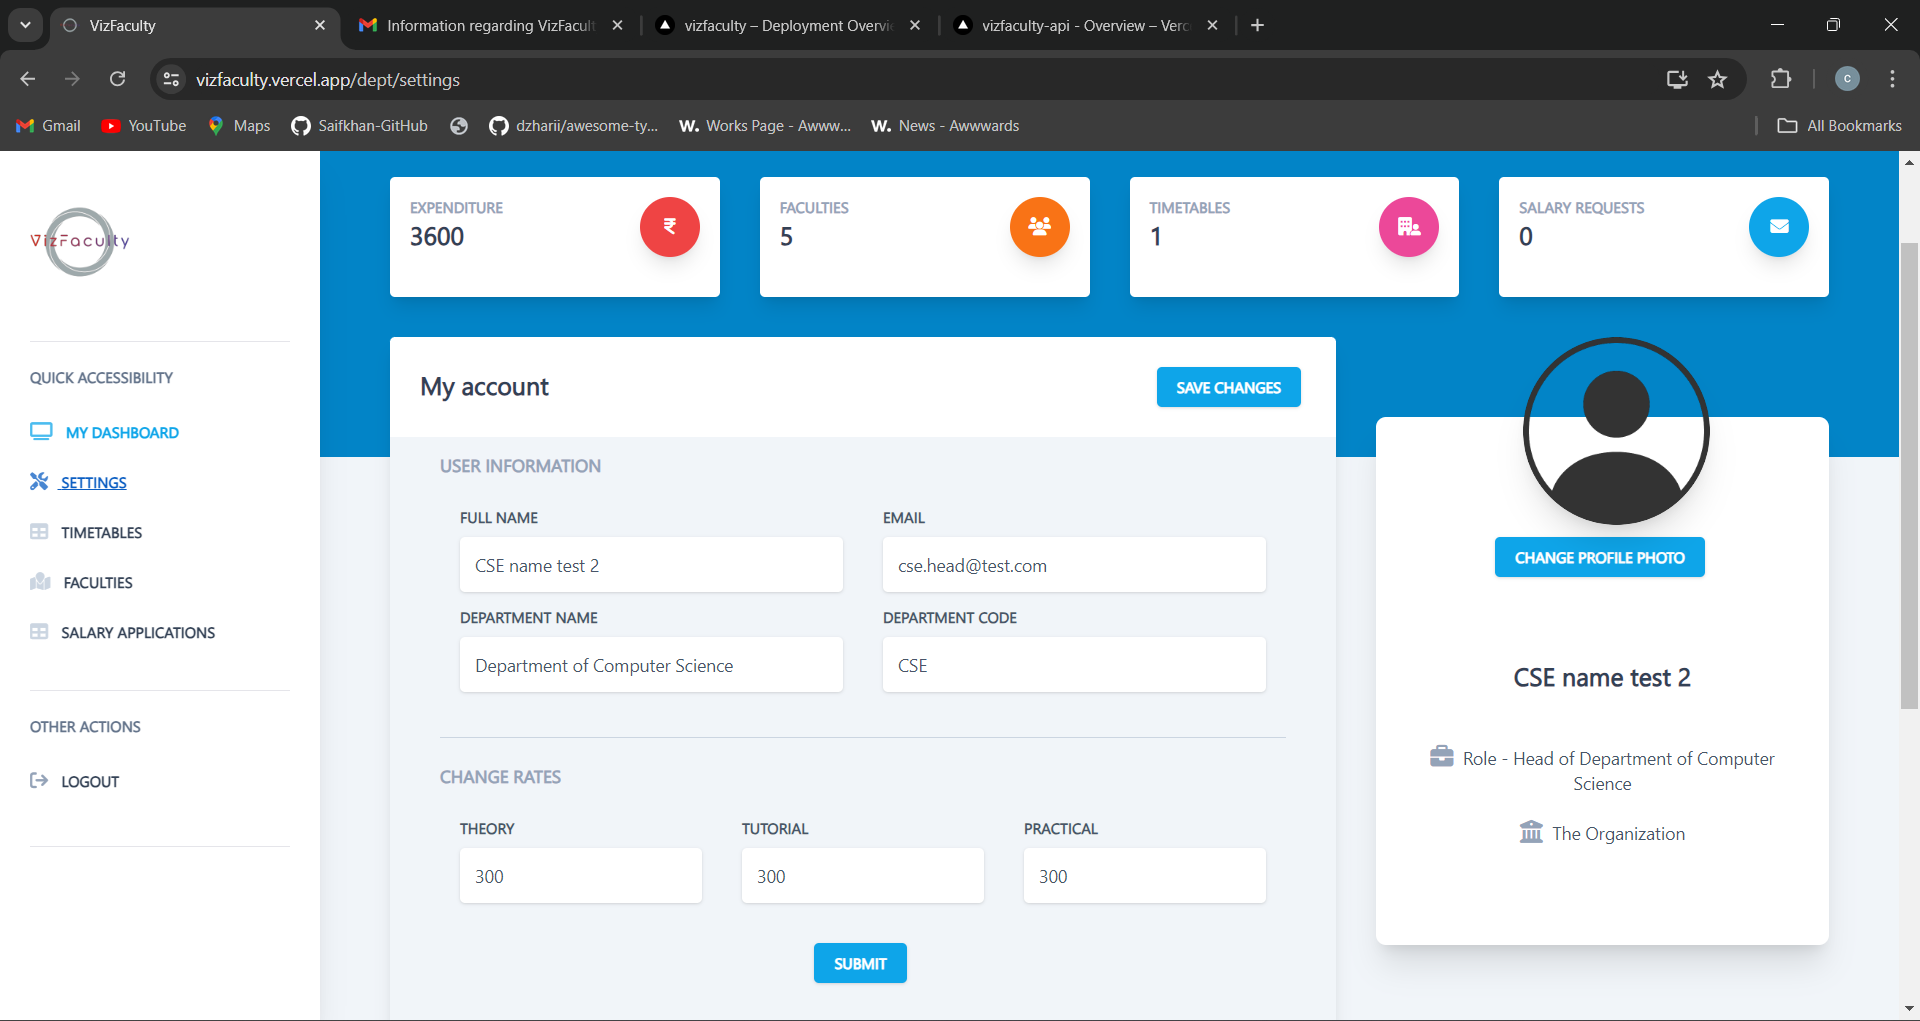 VizFaculty
Information regarding VizFacult
vizfaculty – Deployment Overvi
vizfaculty-api - Overview – Verc
vizfaculty.vercel.app/dept/settings
C
Gmail
YouTube
Maps
Saifkhan-GitHub
dzharii/awesome-ty...
W. Works Page - Awww...
W. News - Awwwards
All Bookmarks
VizFaculty
QUICK ACCESSIBILITY
MY DASHBOARD
SETTINGS
TIMETABLES
FACULTIES
SALARY APPLICATIONS
OTHER ACTIONS
LOGOUT
EXPENDITURE
3600
₹
FACULTIES
5
TIMETABLES
1
SALARY REQUESTS
0
My account
SAVE CHANGES
USER INFORMATION
FULL NAME
CSE name test 2
EMAIL
cse.head@test.com
DEPARTMENT NAME
Department of Computer Science
DEPARTMENT CODE
CSE
CHANGE RATES
THEORY
300
TUTORIAL
300
PRACTICAL
300
SUBMIT
CHANGE PROFILE PHOTO
CSE name test 2
Role - Head of Department of Computer
Science
The Organization